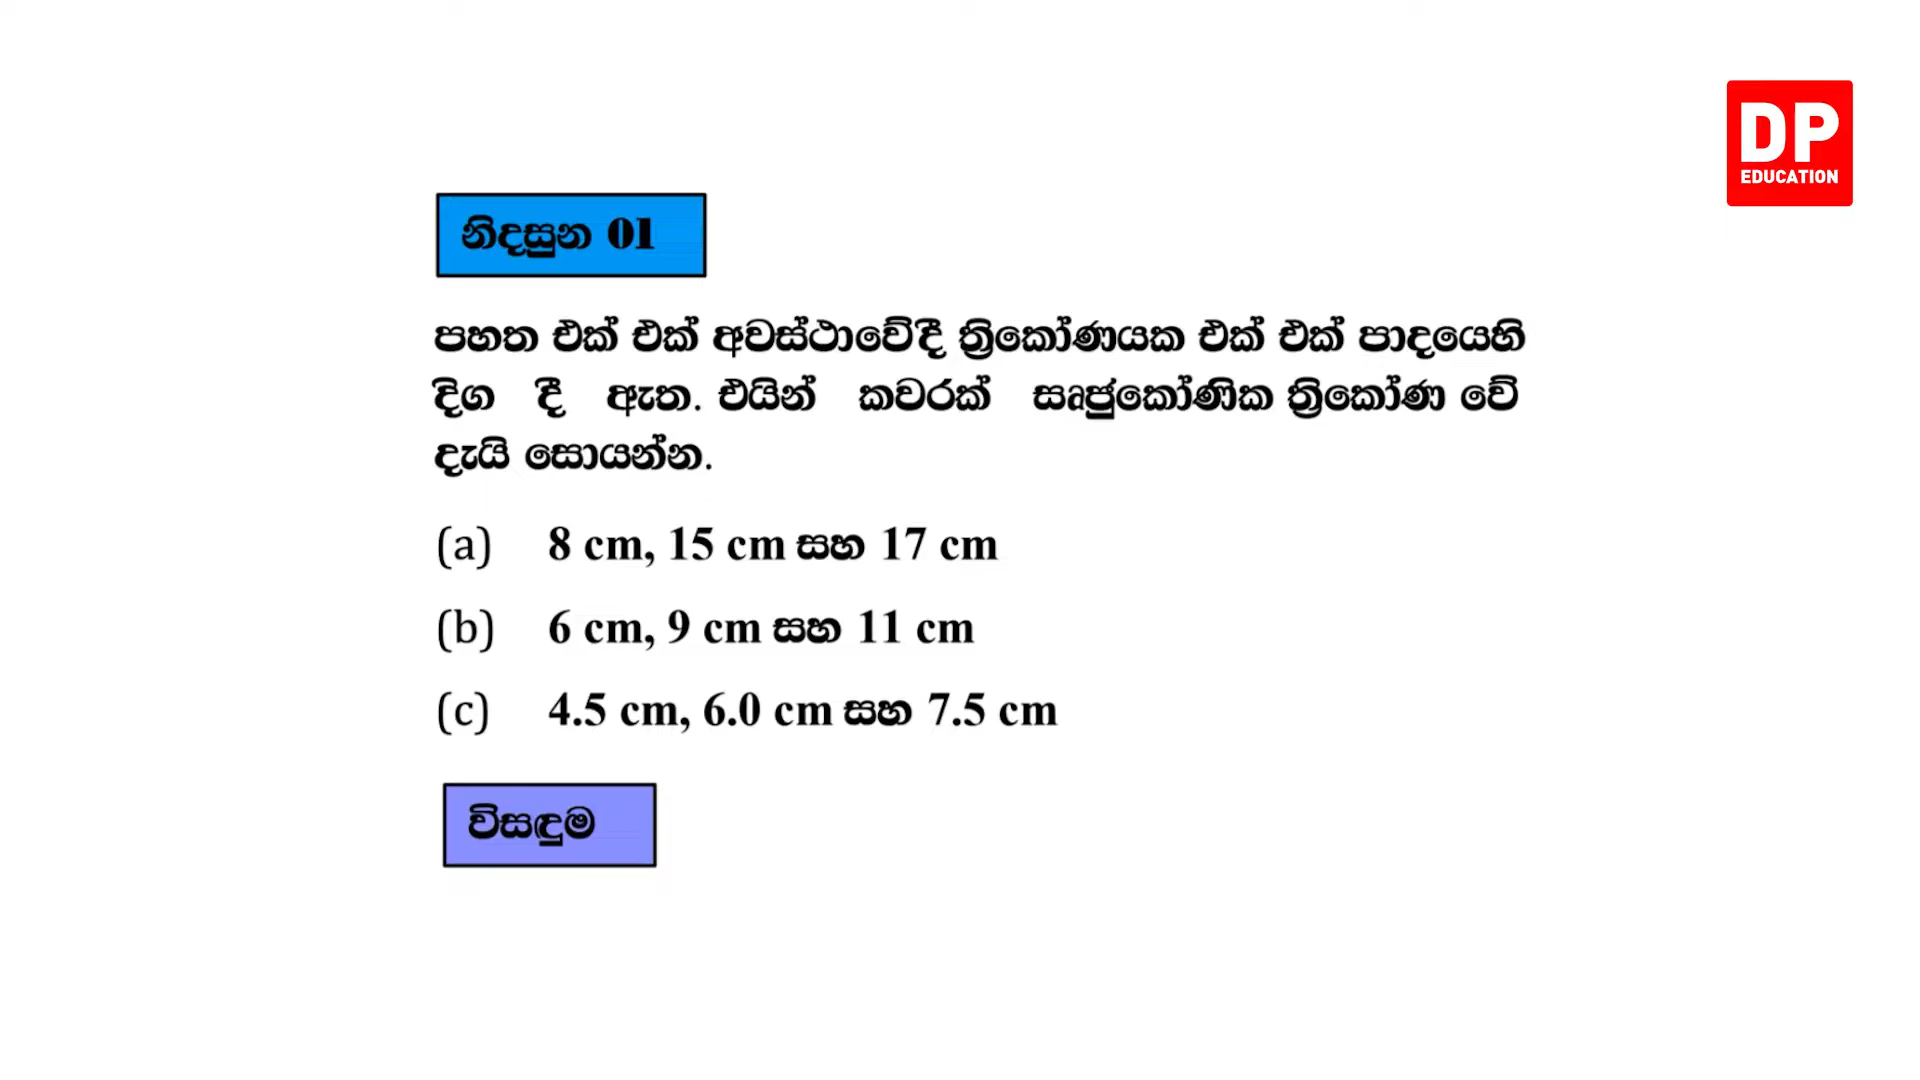 DP
EDUCATION
නිදසුන 01
පහත එක් එක් අවස්ථාවේදී ත්‍රිකෝණයක එක් එක් පාදයෙහි
දිග දී ඇත. එයින් කවරක් සෘජුකෝණික ත්‍රිකෝණ වේ
දැයි සොයන්න.
(a) 8 cm, 15 cm සහ 17 cm
(b) 6 cm, 9 cm සහ 11 cm
(c) 4.5 cm, 6.0 cm සහ 7.5 cm
විසඳුම